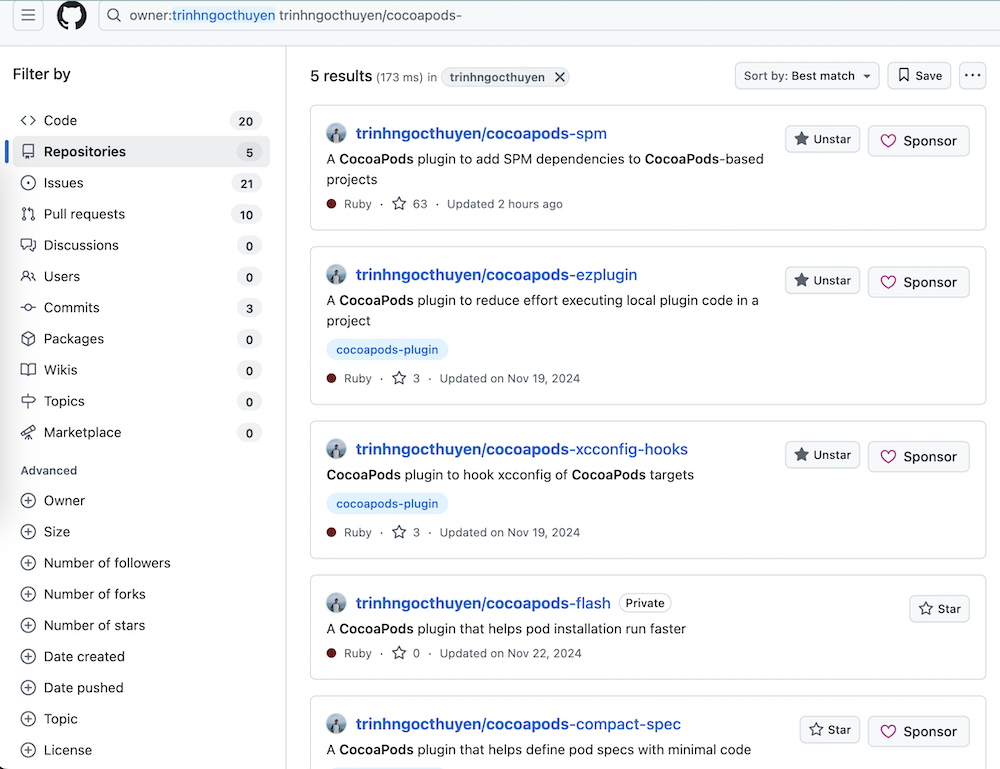 owner:trinhngocthuyen trinhngocthuyen/cocoapods-
Filter by
Code 20
Repositories 5
Issues 21
Pull requests 10
Discussions 0
Users 0
Commits 3
Packages 0
Wikis 0
Topics 0
Marketplace 0
Advanced
Owner
Size
Number of followers
Number of forks
Number of stars
Date created
Date pushed
Topic
License
5 results (173 ms) in trinhngocthuyen
Sort by: Best match Save
trinhngocthuyen/cocoapods-spm
Unstar Sponsor
A CocoaPods plugin to add SPM dependencies to CocoaPods-based
projects
Ruby · 63 · Updated 2 hours ago
trinhngocthuyen/cocoapods-ezplugin
Unstar Sponsor
A CocoaPods plugin to reduce effort executing local plugin code in a
project
cocoapods-plugin
Ruby · 3 · Updated on Nov 19, 2024
trinhngocthuyen/cocoapods-xcconfig-hooks
Unstar Sponsor
CocoaPods plugin to hook xcconfig of CocoaPods targets
cocoapods-plugin
Ruby · 3 · Updated on Nov 19, 2024
trinhngocthuyen/cocoapods-flash Private
Star
A CocoaPods plugin that helps pod installation run faster
Ruby · 0 · Updated on Nov 22, 2024
trinhngocthuyen/cocoapods-compact-spec
Star Sponsor
A CocoaPods plugin that helps define pod specs with minimal code